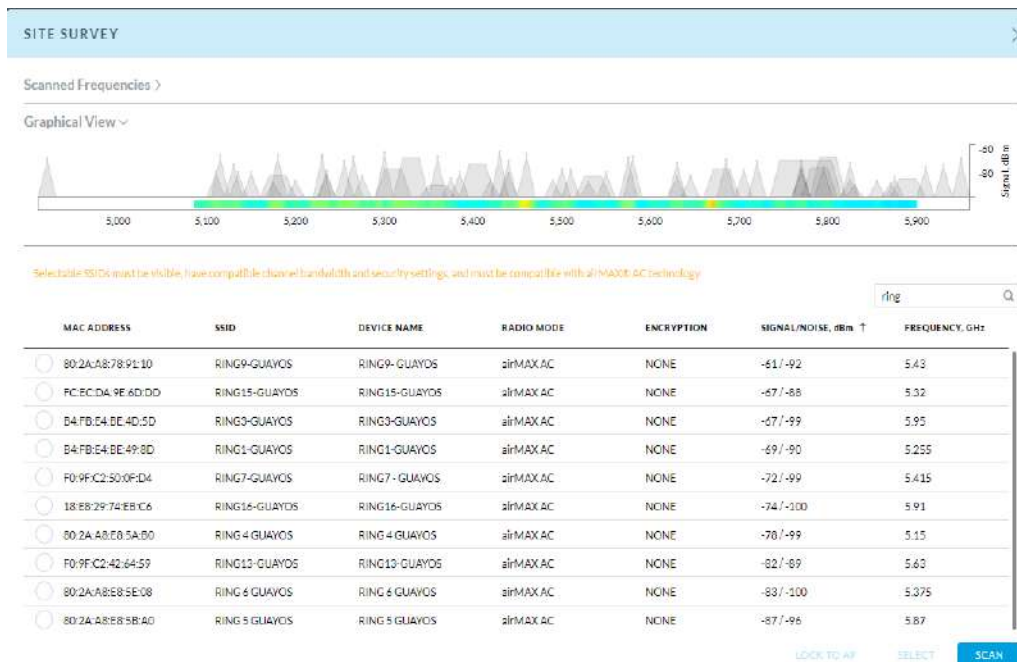 SITE SURVEY
Scanned Frequencies >
Graphical View
-60
-80
Signal, dBm
5,000 5,100 5,200 5,300 5,400 5,500 5,600 5,700 5,800 5,900
Selectable SSIDs must be visible, have compatible channel bandwidth and security settings, and must be compatible with airMAX® AC technology
ring
MAC ADDRESS SSID DEVICE NAME RADIO MODE ENCRYPTION SIGNAL/NOISE, dBm ↑ FREQUENCY, GHz
80:2A:A8:78:91:10 RING9-GUAYOS RING9- GUAYOS airMAX AC NONE -61 / -92 5.43
FC:EC:DA:9E:6D:DD RING15-GUAYOS RING15-GUAYOS airMAX AC NONE -67 / -88 5.32
B4:FB:E4:BE:4D:5D RING3-GUAYOS RING3-GUAYOS airMAX AC NONE -67 / -99 5.95
B4:FB:E4:BE:49:8D RING1-GUAYOS RING1-GUAYOS airMAX AC NONE -69 / -90 5.255
F0:9F:C2:50:0F:D4 RING7-GUAYOS RING7 - GUAYOS airMAX AC NONE -72 / -99 5.415
18:E8:29:74:EB:C6 RING16-GUAYOS RING16-GUAYOS airMAX AC NONE -74 / -100 5.91
80:2A:A8:E8:5A:B0 RING 4 GUAYOS RING 4 GUAYOS airMAX AC NONE -78 / -99 5.15
F0:9F:C2:42:64:59 RING13-GUAYOS RING13-GUAYOS airMAX AC NONE -82 / -89 5.63
80:2A:A8:E8:5E:08 RING 6 GUAYOS RING 6 GUAYOS airMAX AC NONE -83 / -100 5.375
80:2A:A8:E8:5B:A0 RING 5 GUAYOS RING 5 GUAYOS airMAX AC NONE -87 / -96 5.87
LOCK TO AP SELECT SCAN